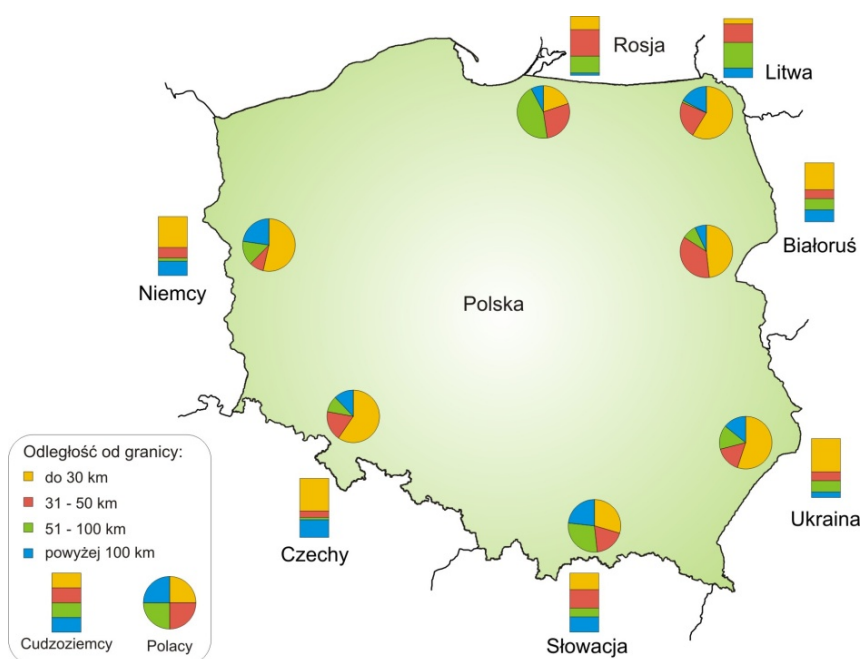 Rosja
Litwa
Białoruś
Niemcy
Polska
Ukraina
Czechy
Słowacja
Odległość od granicy:
do 30 km
31 - 50 km
51 - 100 km
powyżej 100 km
Cudzoziemcy
Polacy